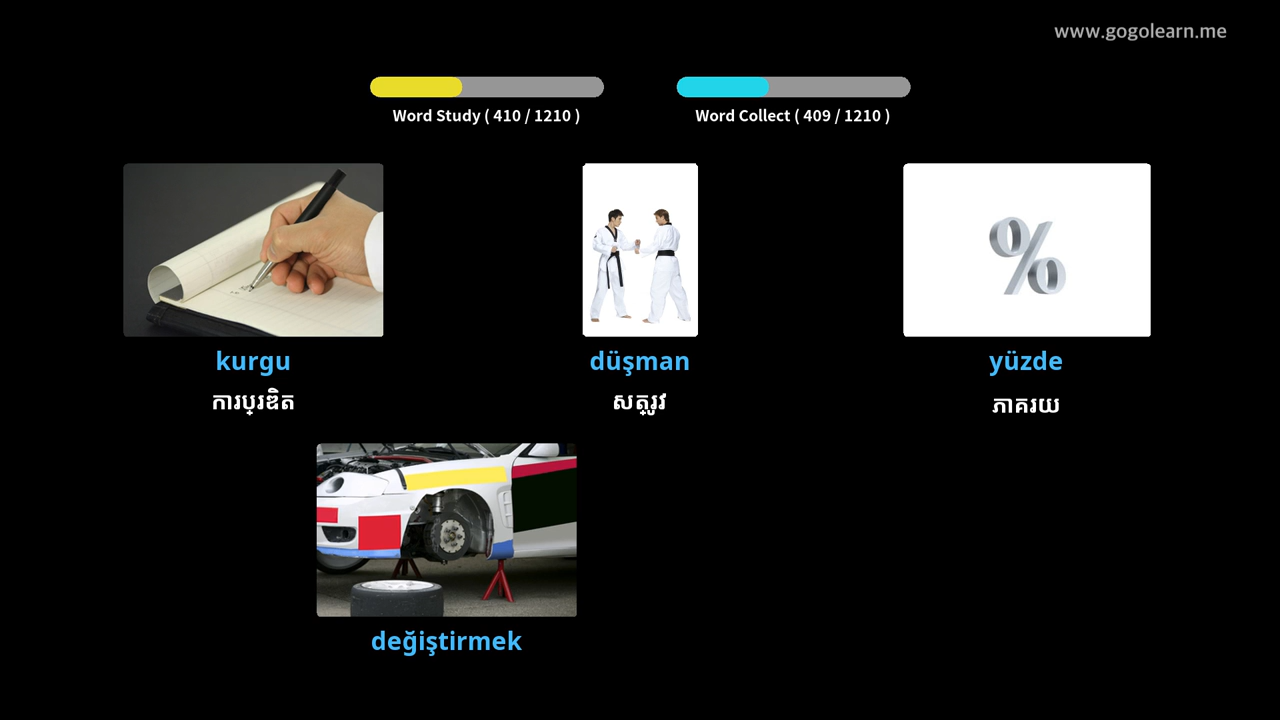 www.gogolearn.me
Word Study ( 410 / 1210 )
Word Collect ( 409 / 1210 )
kurgu
düşman
yüzde
ការប្រឌិត
សត្រូវ
ភាគរយ
%
değiştirmek